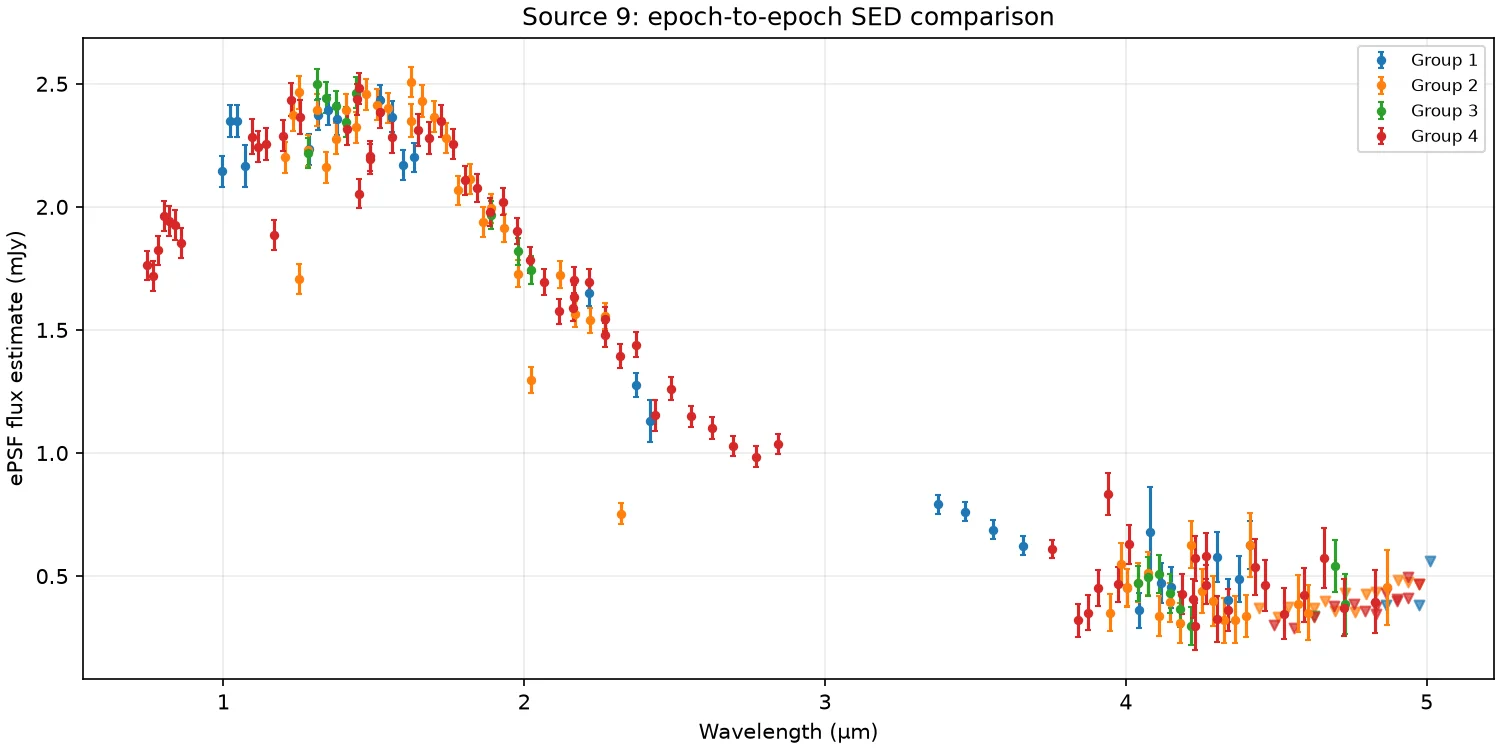 Source 9: epoch-to-epoch SED comparison
ePSF flux estimate (mJy)
2.5
2.0
1.5
1.0
0.5
Group 1
Group 2
Group 3
Group 4
1 2 3 4 5
Wavelength (μm)